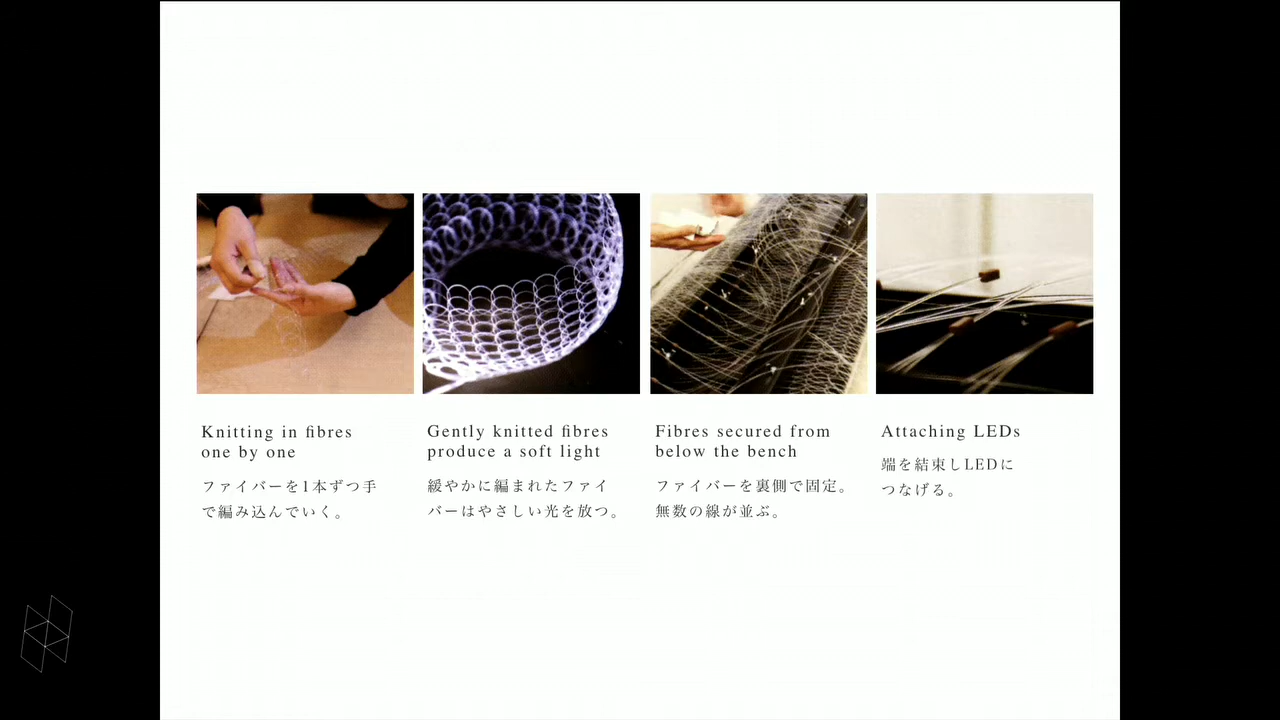 Knitting in fibres
one by one
ファイバーを1本ずつ手
で編み込んでいく。
Gently knitted fibres
produce a soft light
緩やかに編まれたファイ
バーはやさしい光を放つ。
Fibres secured from
below the bench
ファイバーを裏側で固定。
無数の線が並ぶ。
Attaching LEDs
端を結束しLEDに
つなげる。